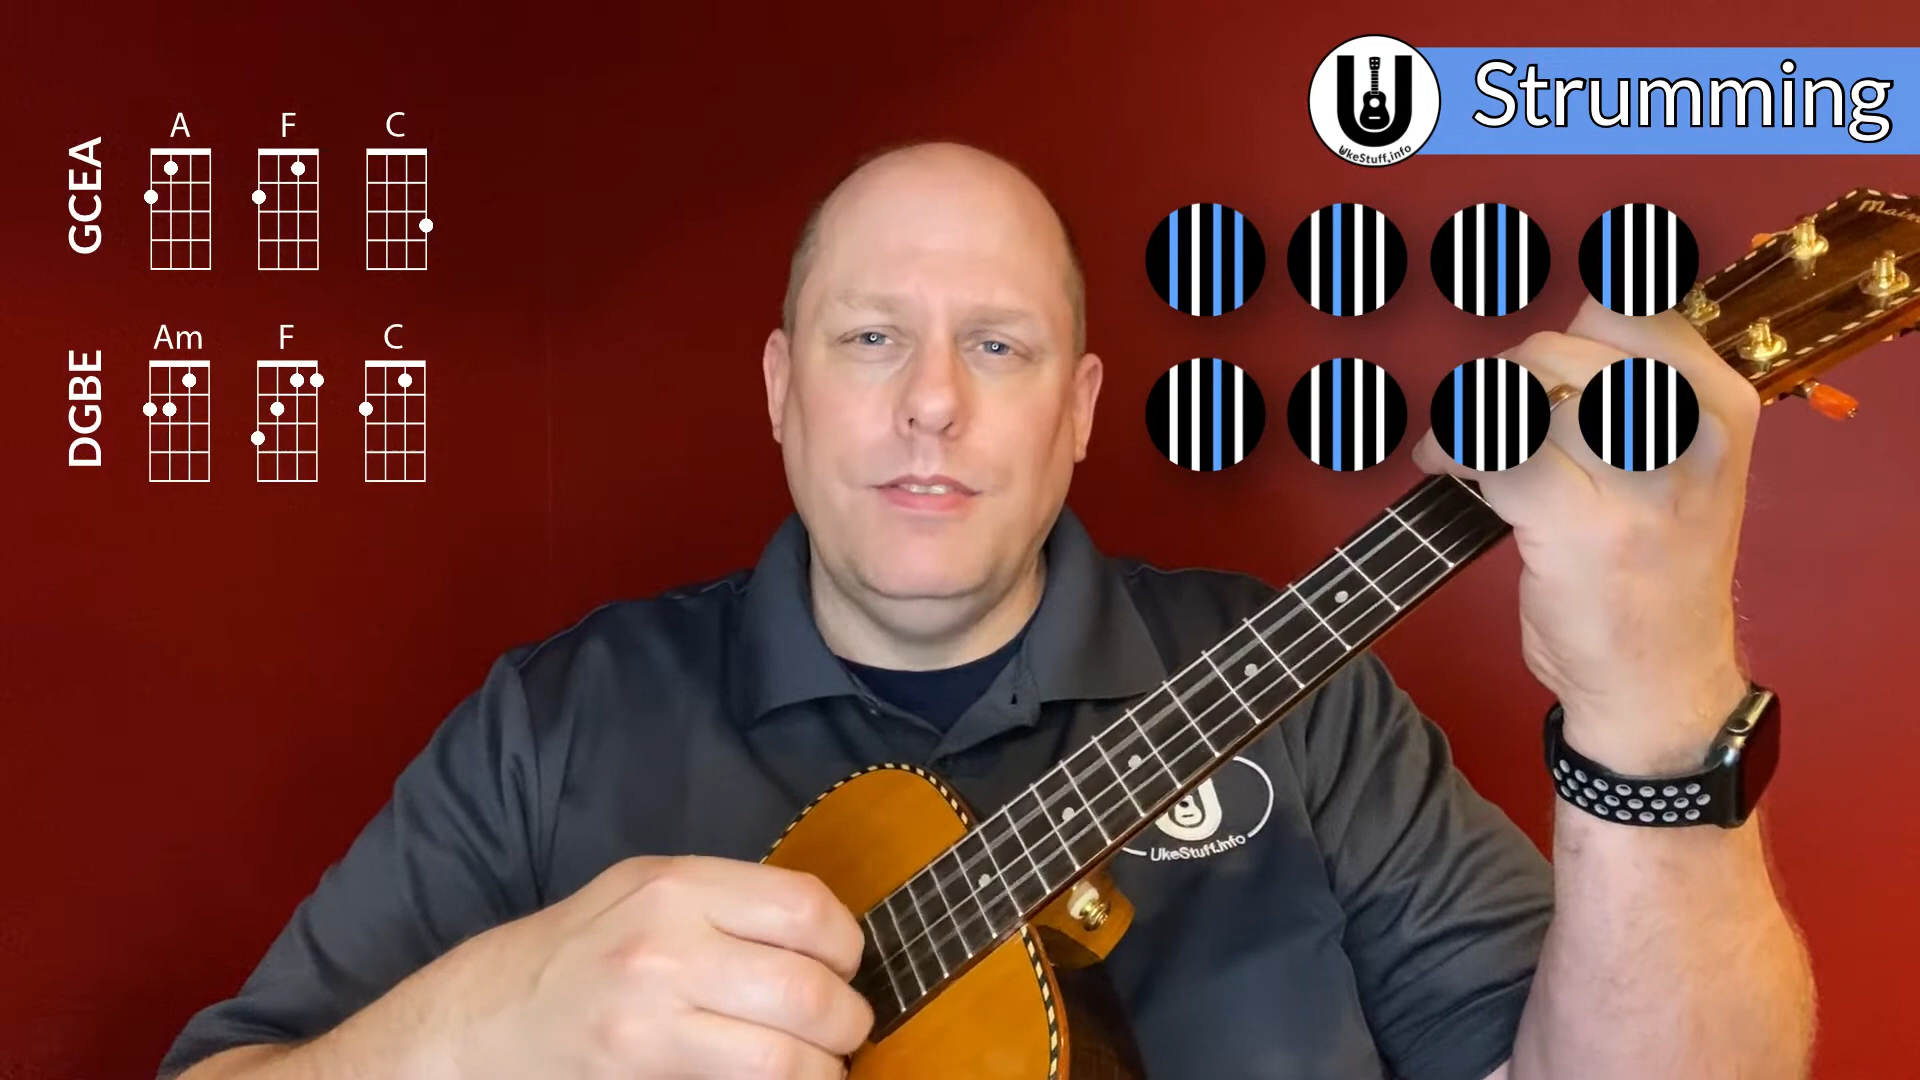 Strumming
UkeStuff.info
GCEA
A F C
DGBE
Am F C
UkeStuff.info